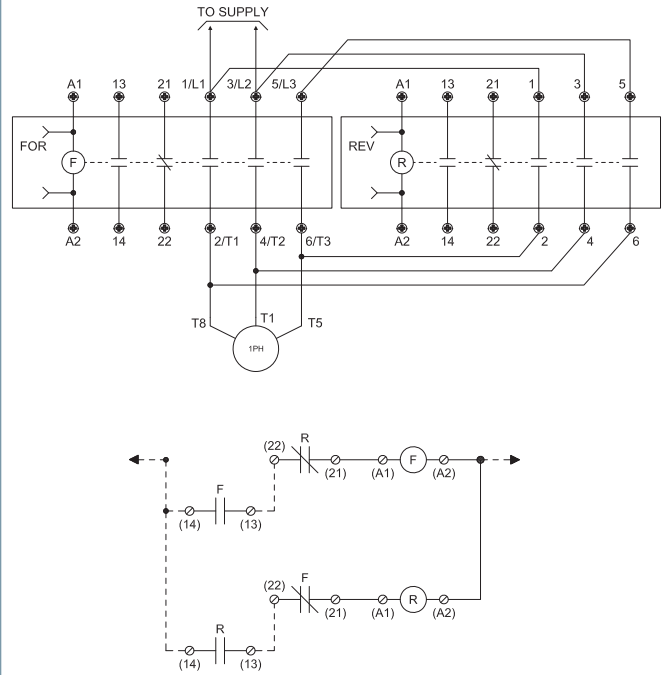 TO SUPPLY
A1 13 21 1/L1 3/L2 5/L3 A1 13 21 1 3 5
FOR F REV R
A2 14 22 2/T1 4/T2 6/T3 A2 14 22 2 4 6
T8 T1 T5
1PH
(22) R
(21) (A1) F (A2)
F
(14) (13)
(22) F
(21) (A1) R (A2)
R
(14) (13)